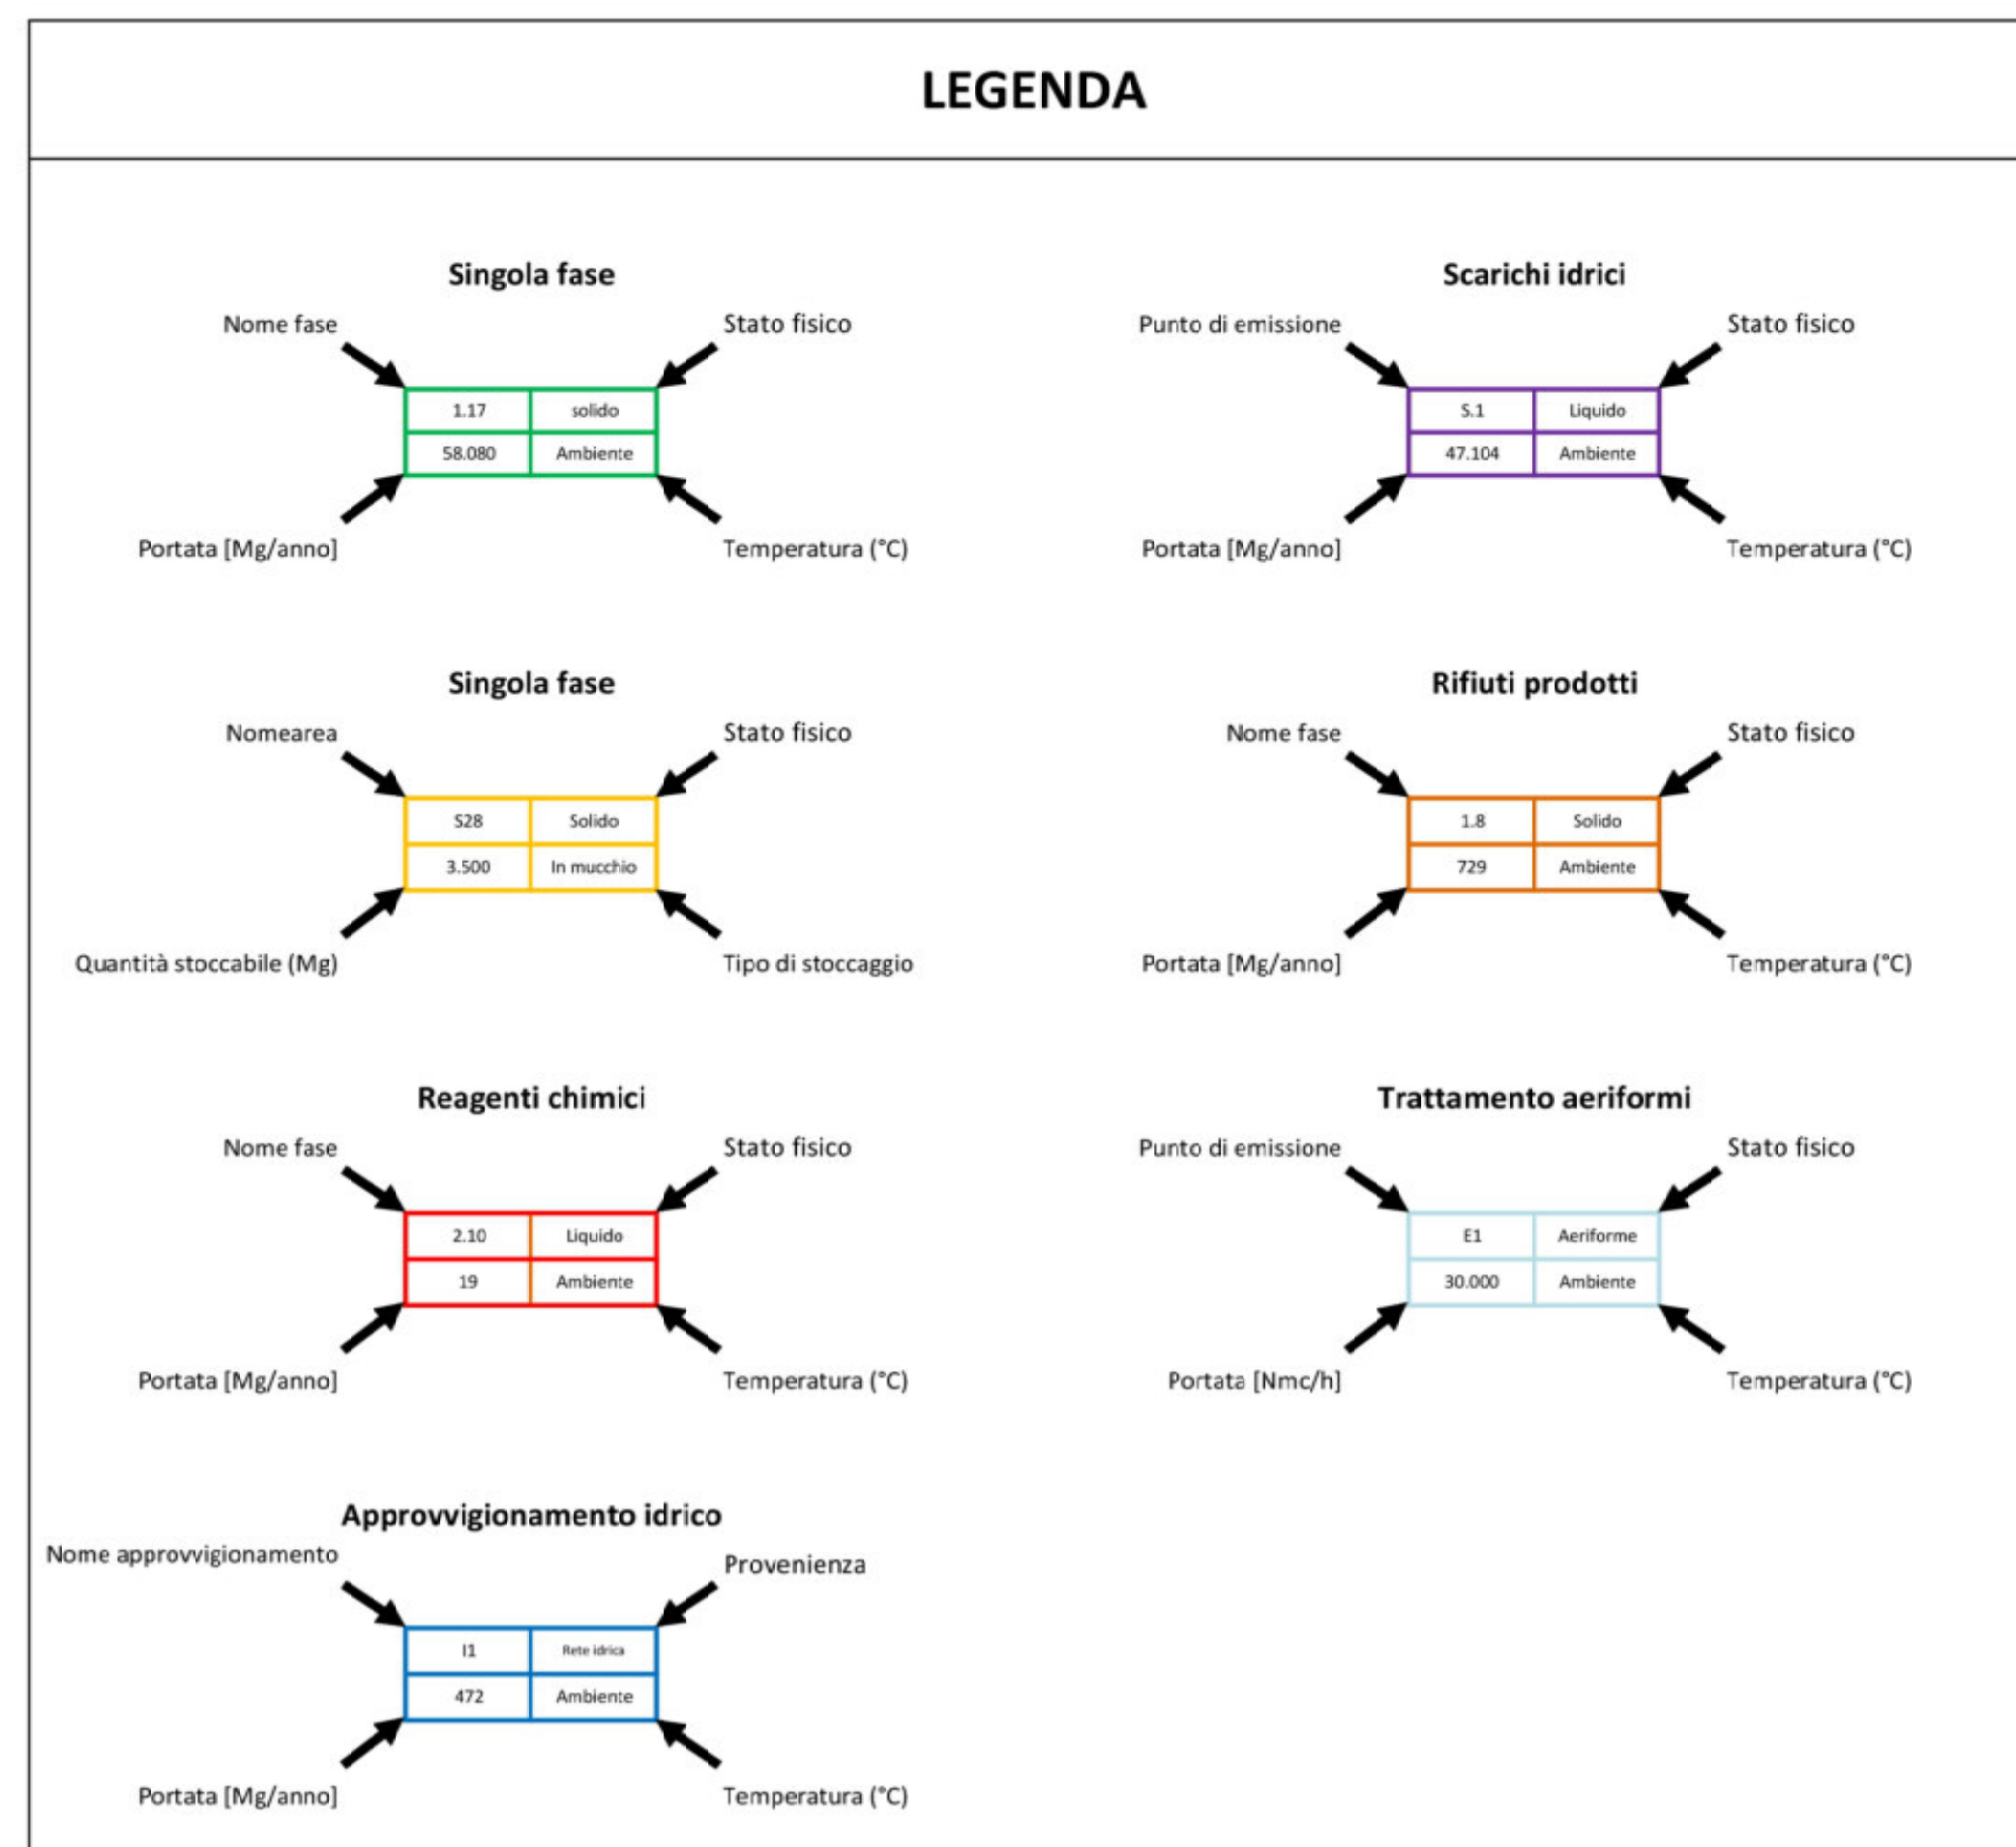 LEGENDA
Singola fase
Nome fase
Stato fisico
1.17 solido
58.080 Ambiente
Portata [Mg/anno]
Temperatura (°C)
Scarichi idrici
Punto di emissione
Stato fisico
S.1 Liquido
47.104 Ambiente
Portata [Mg/anno]
Temperatura (°C)
Singola fase
Nomearea
Stato fisico
S28 Solido
3.500 In mucchio
Quantità stoccabile (Mg)
Tipo di stoccaggio
Rifiuti prodotti
Nome fase
Stato fisico
1.8 Solido
729 Ambiente
Portata [Mg/anno]
Temperatura (°C)
Reagenti chimici
Nome fase
Stato fisico
2.10 Liquido
19 Ambiente
Portata [Mg/anno]
Temperatura (°C)
Trattamento aeriformi
Punto di emissione
Stato fisico
E1 Aeriforme
30.000 Ambiente
Portata [Nmc/h]
Temperatura (°C)
Approvvigionamento idrico
Nome approvvigionamento
Provenienza
I1 Rete idrica
472 Ambiente
Portata [Mg/anno]
Temperatura (°C)